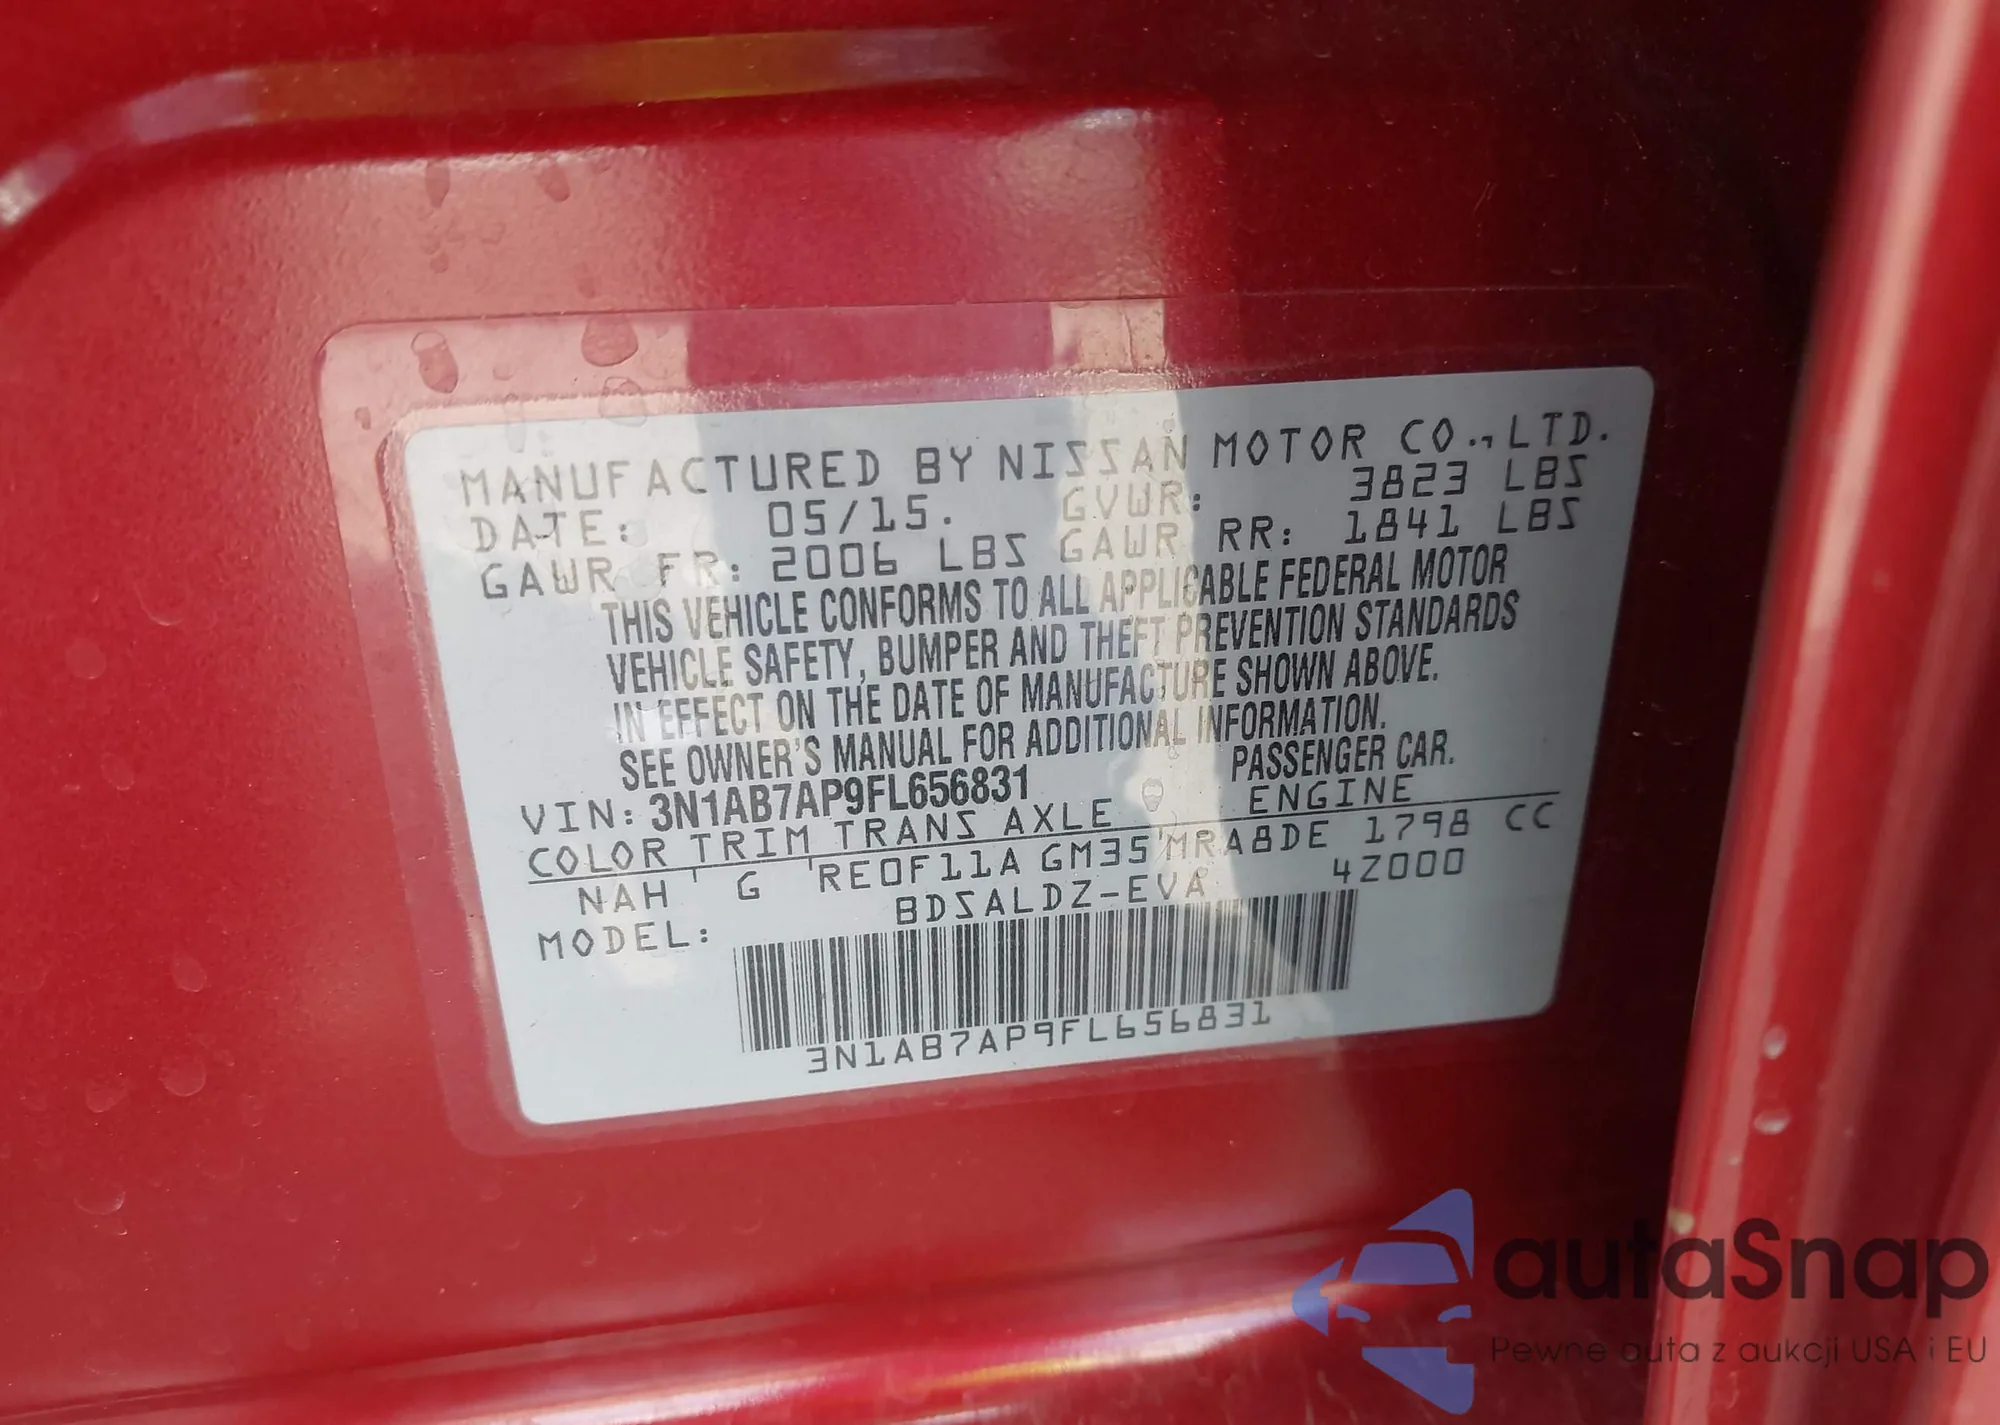 MANUFACTURED BY NISSAN MOTOR CO., LTD.
DATE: 05/15. GVWR: 3823 LBS
GAWR FR: 2006 LBS GAWR RR: 1841 LBS
THIS VEHICLE CONFORMS TO ALL APPLICABLE FEDERAL MOTOR
VEHICLE SAFETY, BUMPER AND THEFT PREVENTION STANDARDS
IN EFFECT ON THE DATE OF MANUFACTURE SHOWN ABOVE.
SEE OWNER'S MANUAL FOR ADDITIONAL INFORMATION.
VIN: 3N1AB7AP9FL656831 PASSENGER CAR.
COLOR TRIM TRANS AXLE ENGINE
NAH G RE0F11A GM35 MRA8DE 1798 CC
MODEL: BDSALDZ-EVA 4Z000
3N1AB7AP9FL656831
autaSnap
Pewne auta z aukcji USA i EU